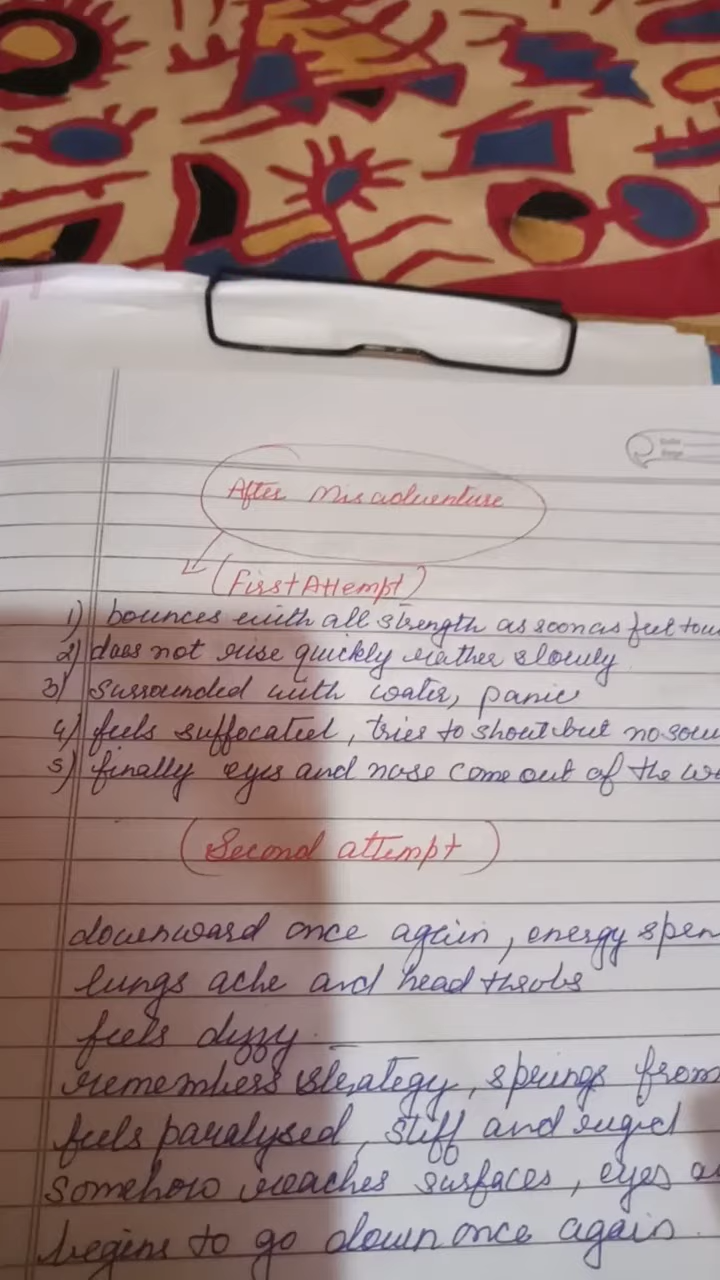 After Misadventure
(First Attempt)
1) bounces with all strength as soon as feet tou
2) does not rise quickly rather slowly
3) Surrounded with water, panic
4) feels suffocated, tries to shout but no sou
5) finally eyes and nose come out of the wa
(Second attempt)
downward once again, energy spen
lungs ache and head throbs
feels dizzy.
remembers strategy, springs from
feels paralysed, stiff and rigid
somehow reaches surfaces, eyes a
begins to go down once again.